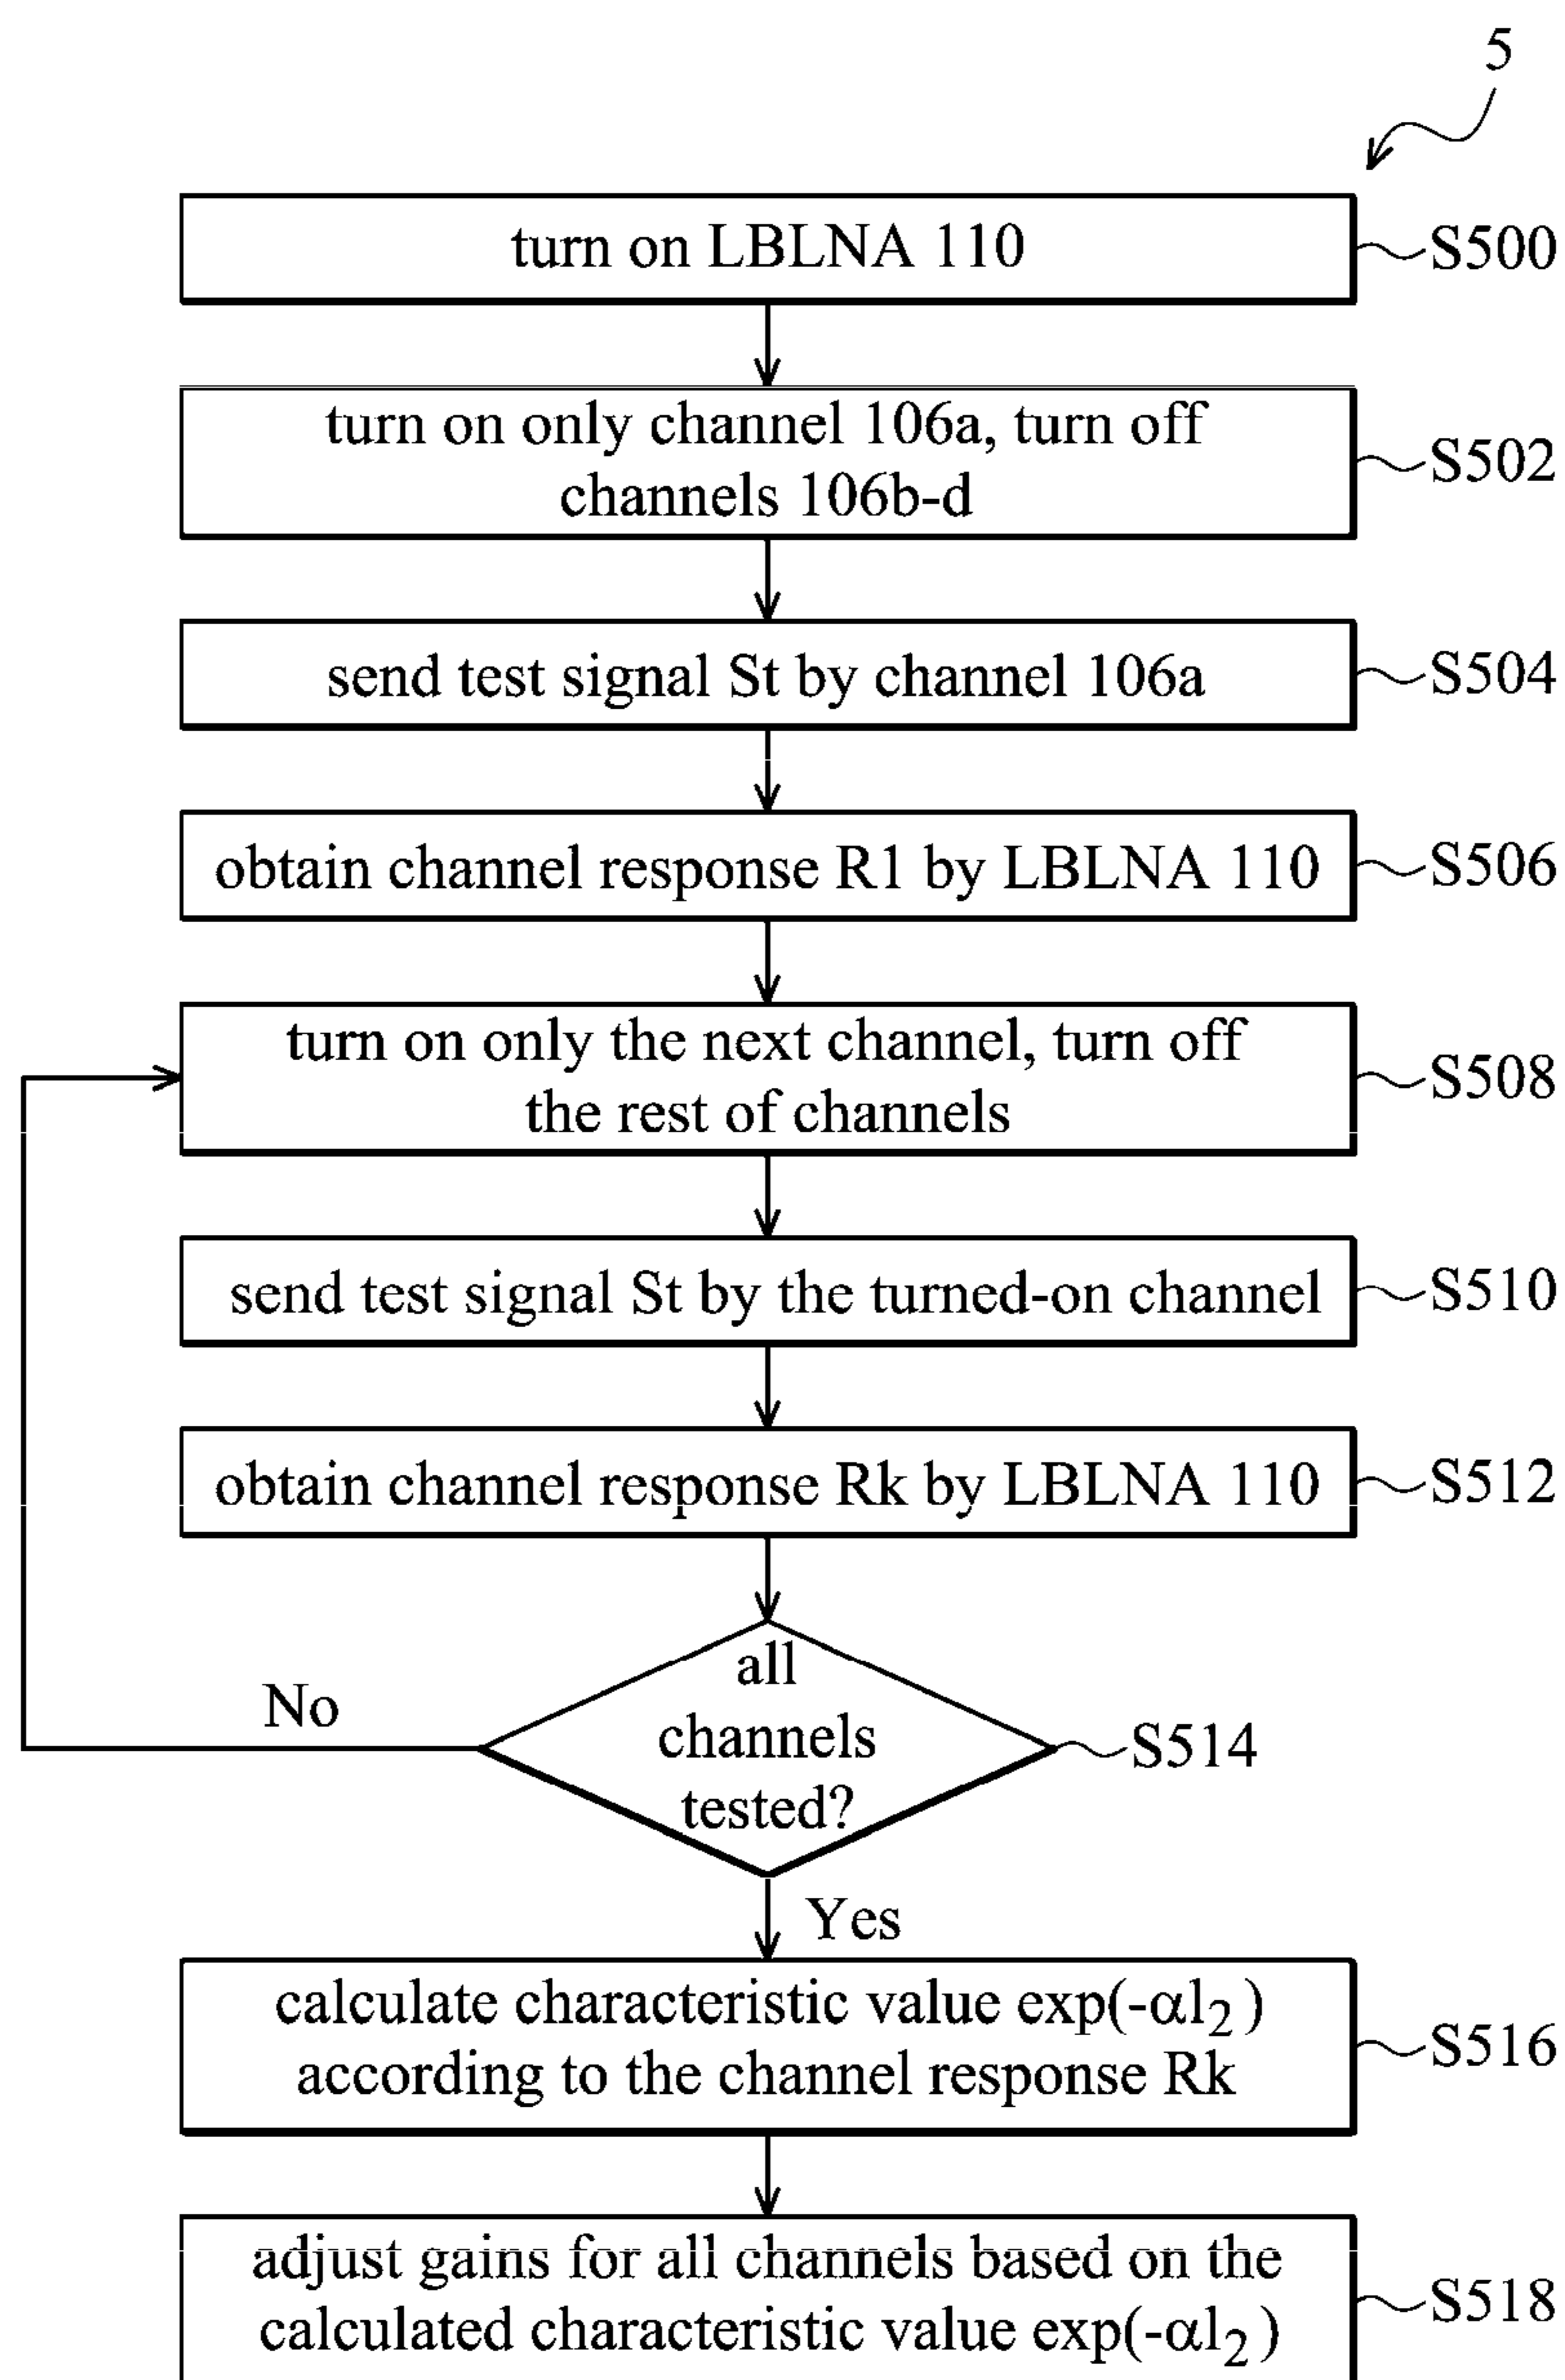 5
turn on LBLNA 110
S500
turn on only channel 106a, turn off
channels 106b-d
S502
send test signal St by channel 106a
S504
obtain channel response R1 by LBLNA 110
S506
turn on only the next channel, turn off
the rest of channels
S508
send test signal St by the turned-on channel
S510
obtain channel response Rk by LBLNA 110
S512
all
channels
tested?
S514
No
Yes
calculate characteristic value exp(-αl₂)
according to the channel response Rk
S516
adjust gains for all channels based on the
calculated characteristic value exp(-αl₂)
S518